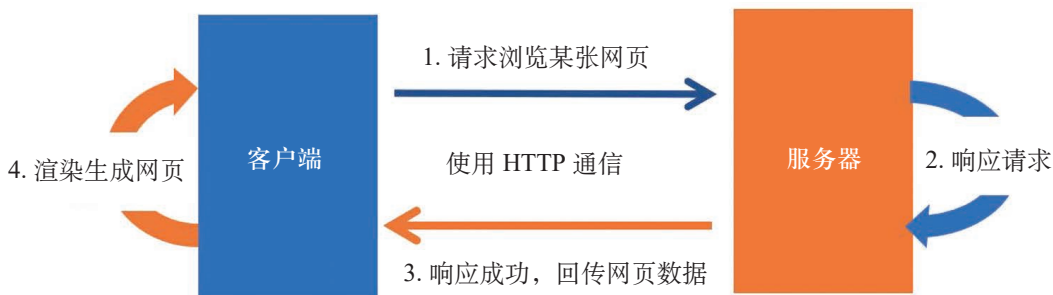 1. 请求浏览某张网页
客户端
服务器
4. 渲染生成网页
使用 HTTP 通信
2. 响应请求
3. 响应成功，回传网页数据